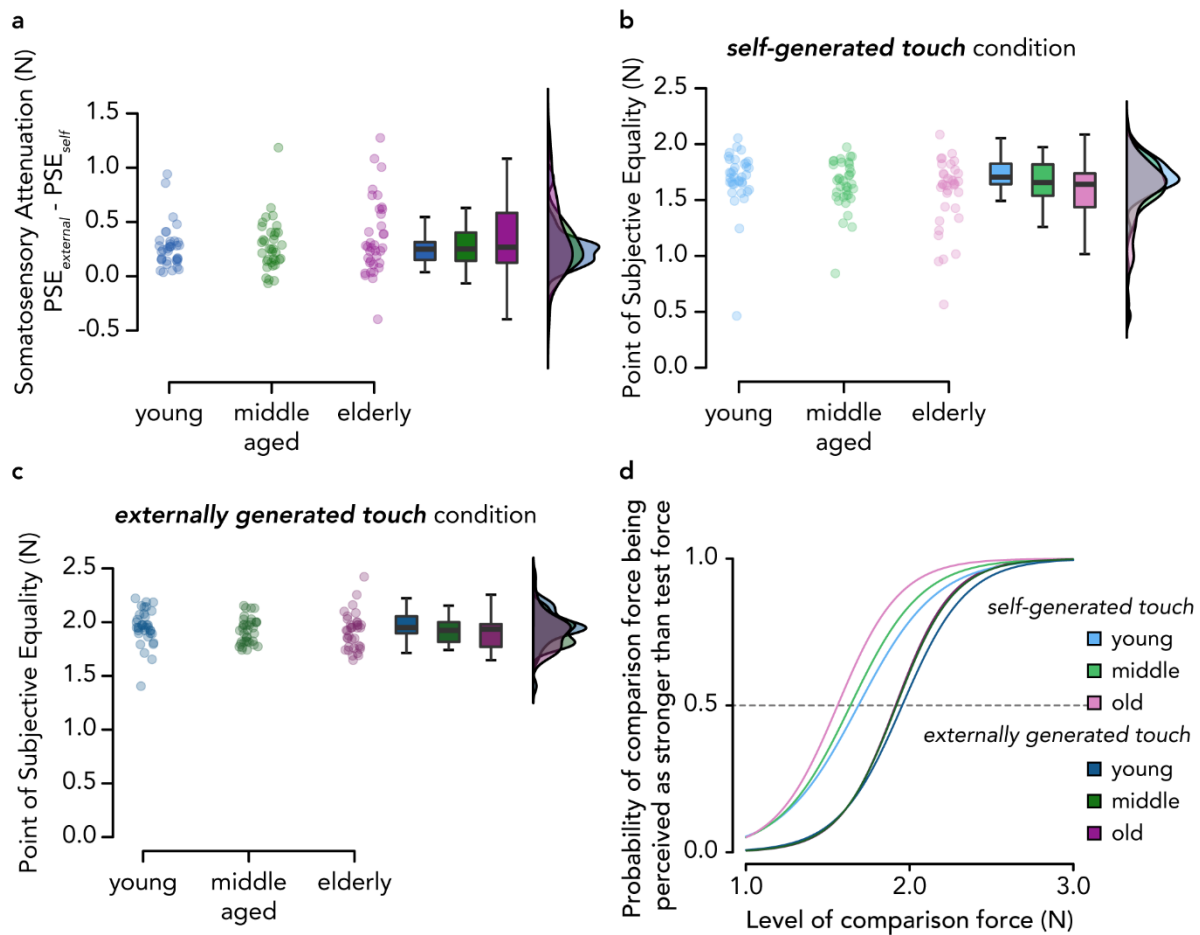 a
Somatosensory Attenuation (N)
PSEexternal - PSEself
1.5
1.0
0.5
0.0
-0.5
young
middle
aged
elderly
b
self-generated touch condition
Point of Subjective Equality (N)
2.5
2.0
1.5
1.0
0.5
0.0
young
middle
aged
elderly
c
externally generated touch condition
Point of Subjective Equality (N)
2.5
2.0
1.5
1.0
0.5
0.0
young
middle
aged
elderly
d
Probability of comparison force being
perceived as stronger than test force
1.0
0.5
0.0
self-generated touch
young
middle
old
externally generated touch
young
middle
old
1.0
2.0
3.0
Level of comparison force (N)